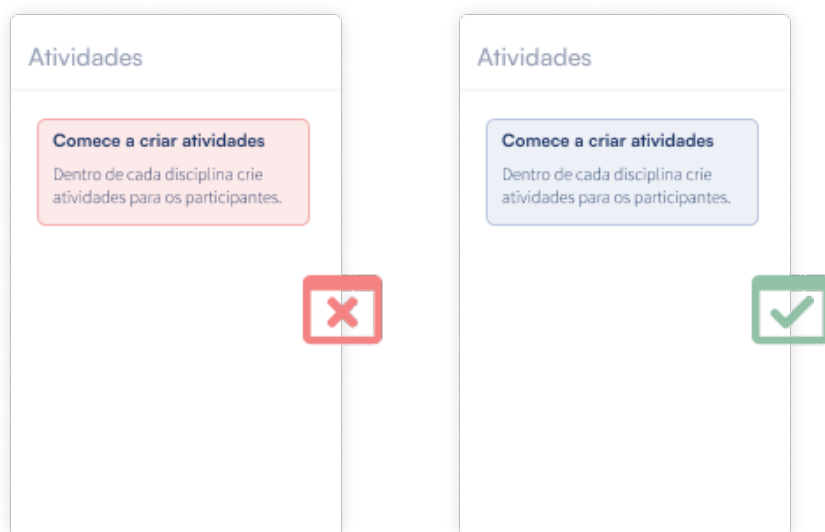 Atividades
Comece a criar atividades
Dentro de cada disciplina crie
atividades para os participantes.
Atividades
Comece a criar atividades
Dentro de cada disciplina crie
atividades para os participantes.